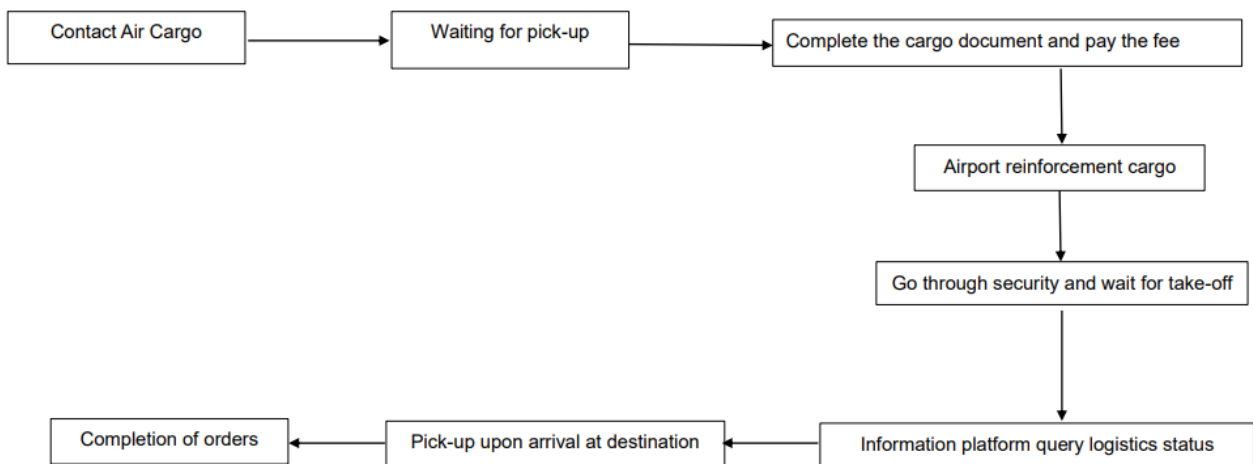 Contact Air Cargo
Waiting for pick-up
Complete the cargo document and pay the fee
Airport reinforcement cargo
Go through security and wait for take-off
Information platform query logistics status
Pick-up upon arrival at destination
Completion of orders